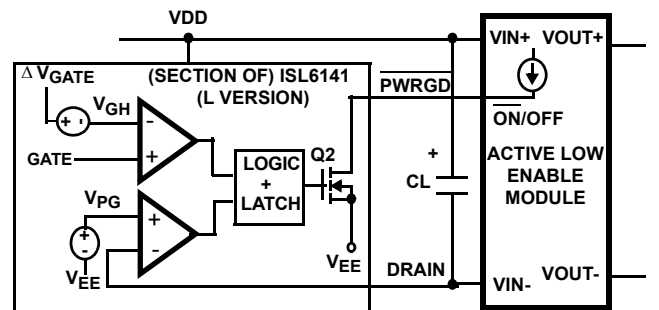 VDD
(SECTION OF) ISL6141
(L VERSION)
Δ VGATE
+ -
VGH
-
GATE
+
LOGIC
+
LATCH
Q2
VPG
+
-
+
-
VEE
VEE
PWRGD
+
CL
DRAIN
VIN+
VOUT+
ON/OFF
ACTIVE LOW
ENABLE
MODULE
VIN-
VOUT-